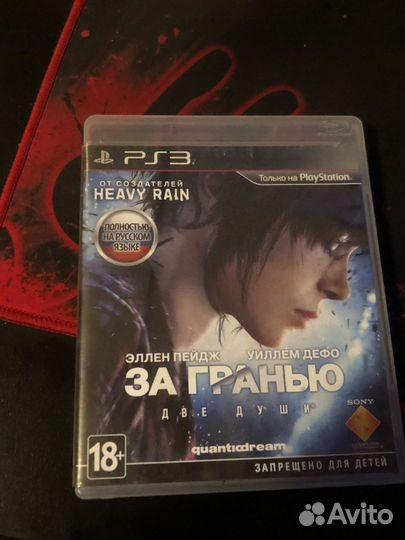 PS3
Только на PlayStation
ОТ СОЗДАТЕЛЕЙ
HEAVY RAIN
ПОЛНОСТЬЮ
НА РУССКОМ
ЯЗЫКЕ
ЭЛЛЕН ПЕЙДЖ УИЛЛЕМ ДЕФО
ЗА ГРАНЬЮ
ДВЕ ДУШИ
SONY
18+
quanticdream
ЗАПРЕЩЕНО ДЛЯ ДЕТЕЙ
Avito